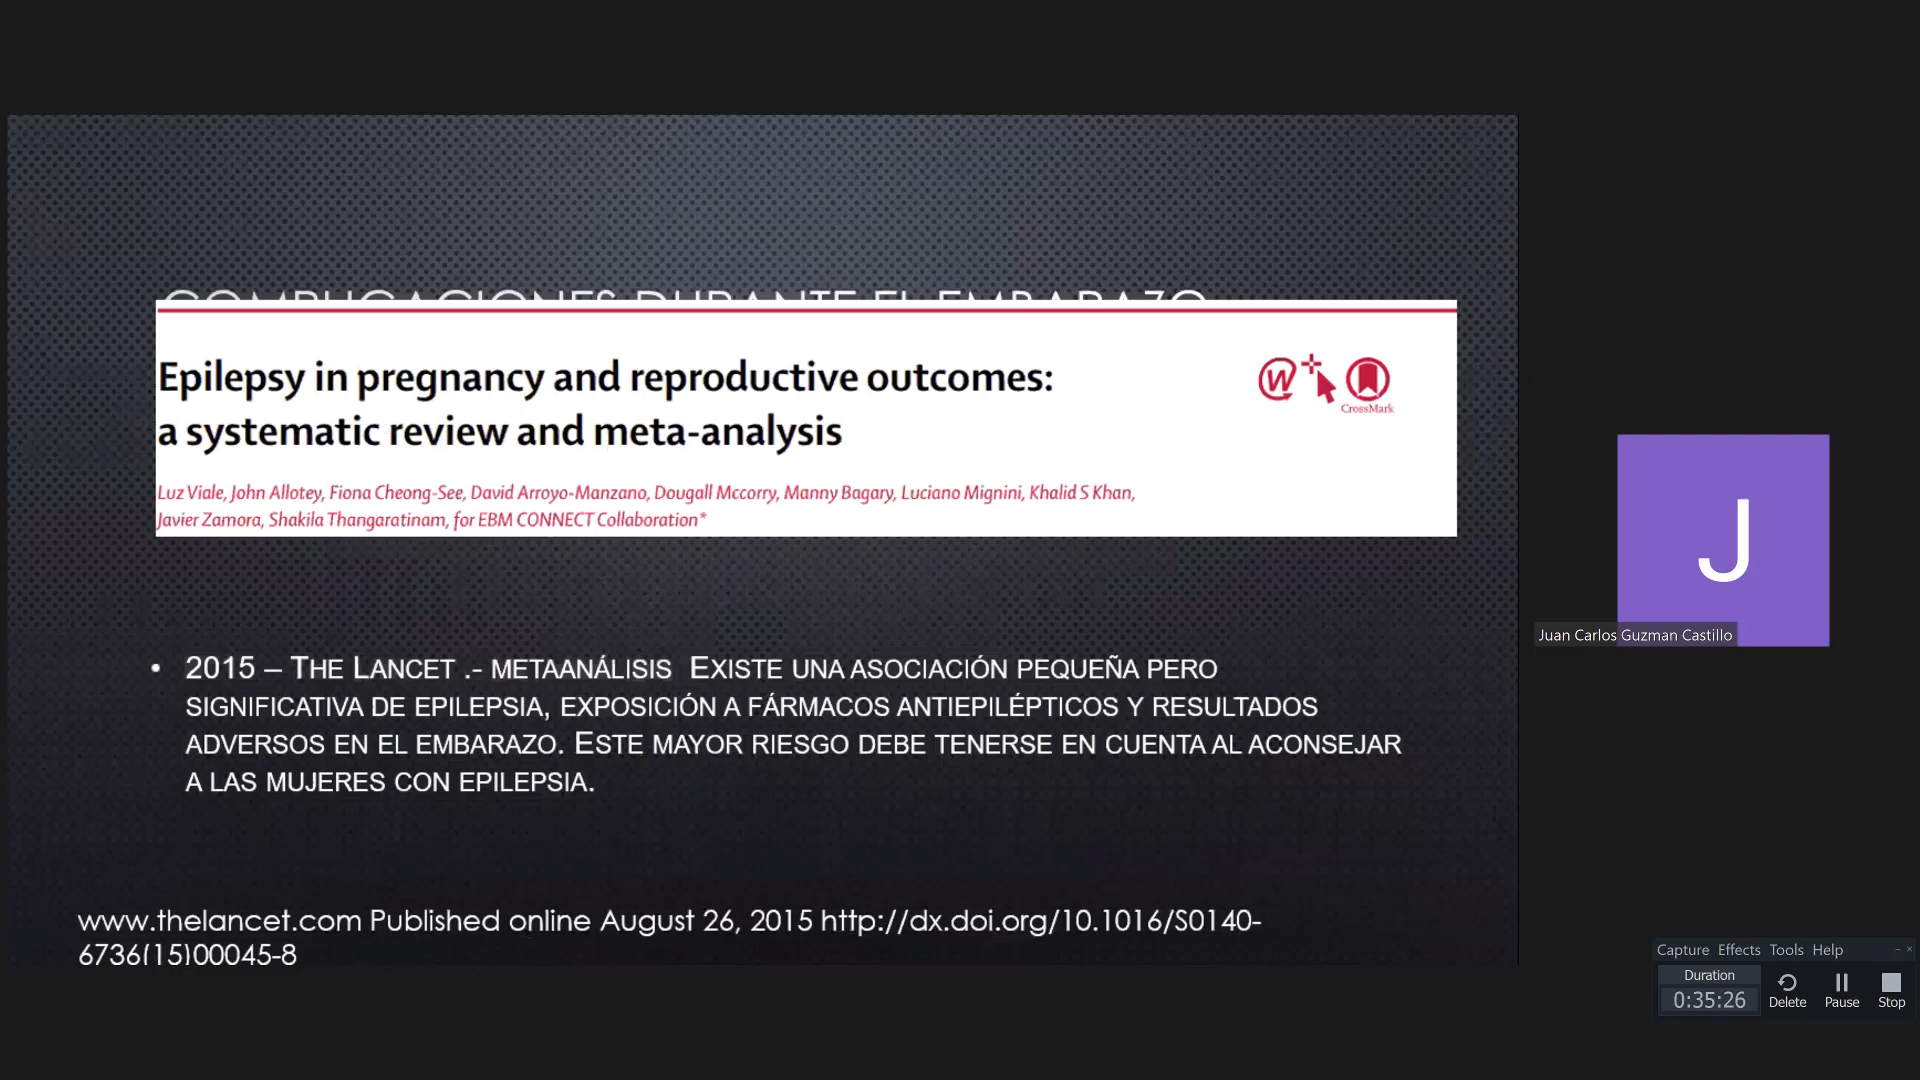 COMPLICACIONES DURANTE EL EMBARAZO
Epilepsy in pregnancy and reproductive outcomes:
a systematic review and meta-analysis
CrossMark
Luz Viale, John Allotey, Fiona Cheong-See, David Arroyo-Manzano, Dougall Mccorry, Manny Bagary, Luciano Mignini, Khalid S Khan,
Javier Zamora, Shakila Thangaratinam, for EBM CONNECT Collaboration*
• 2015 – THE LANCET .- METAANÁLISIS EXISTE UNA ASOCIACIÓN PEQUEÑA PERO
SIGNIFICATIVA DE EPILEPSIA, EXPOSICIÓN A FÁRMACOS ANTIEPILÉPTICOS Y RESULTADOS
ADVERSOS EN EL EMBARAZO. ESTE MAYOR RIESGO DEBE TENERSE EN CUENTA AL ACONSEJAR
A LAS MUJERES CON EPILEPSIA.
www.thelancet.com Published online August 26, 2015 http://dx.doi.org/10.1016/S0140-
6736(15)00045-8
J
Juan Carlos Guzman Castillo
Capture Effects Tools Help
Duration
0:35:26
Delete Pause Stop